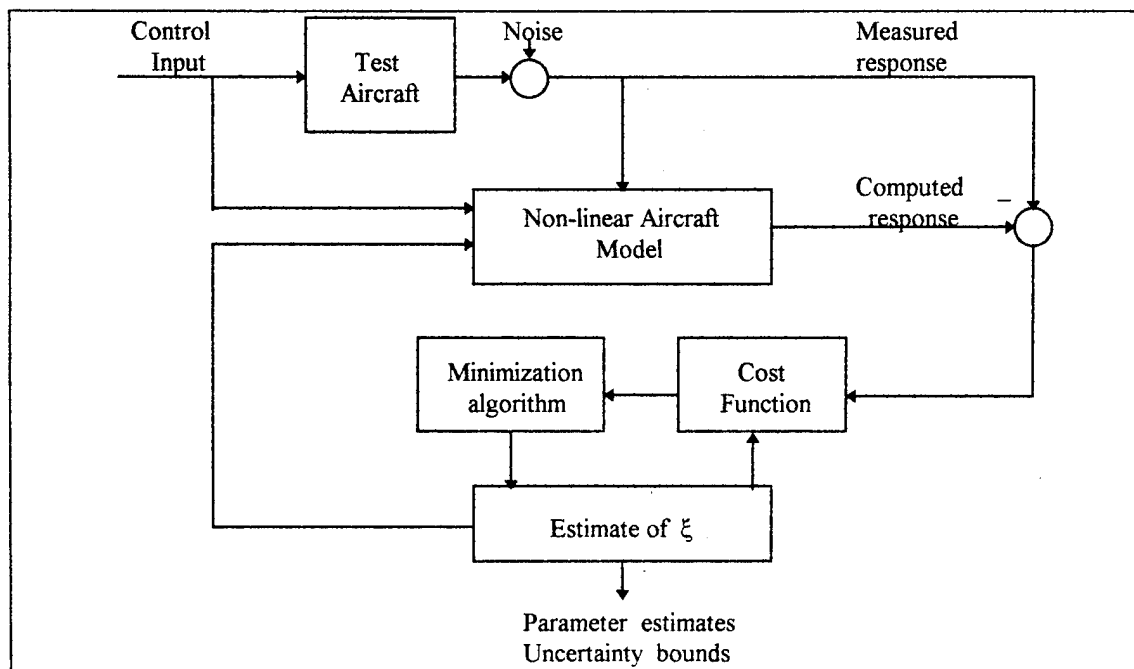 Control
Input
Test
Aircraft
Noise
Measured
response
Non-linear Aircraft
Model
Computed
response
−
Minimization
algorithm
Cost
Function
Estimate of ξ
Parameter estimates
Uncertainty bounds